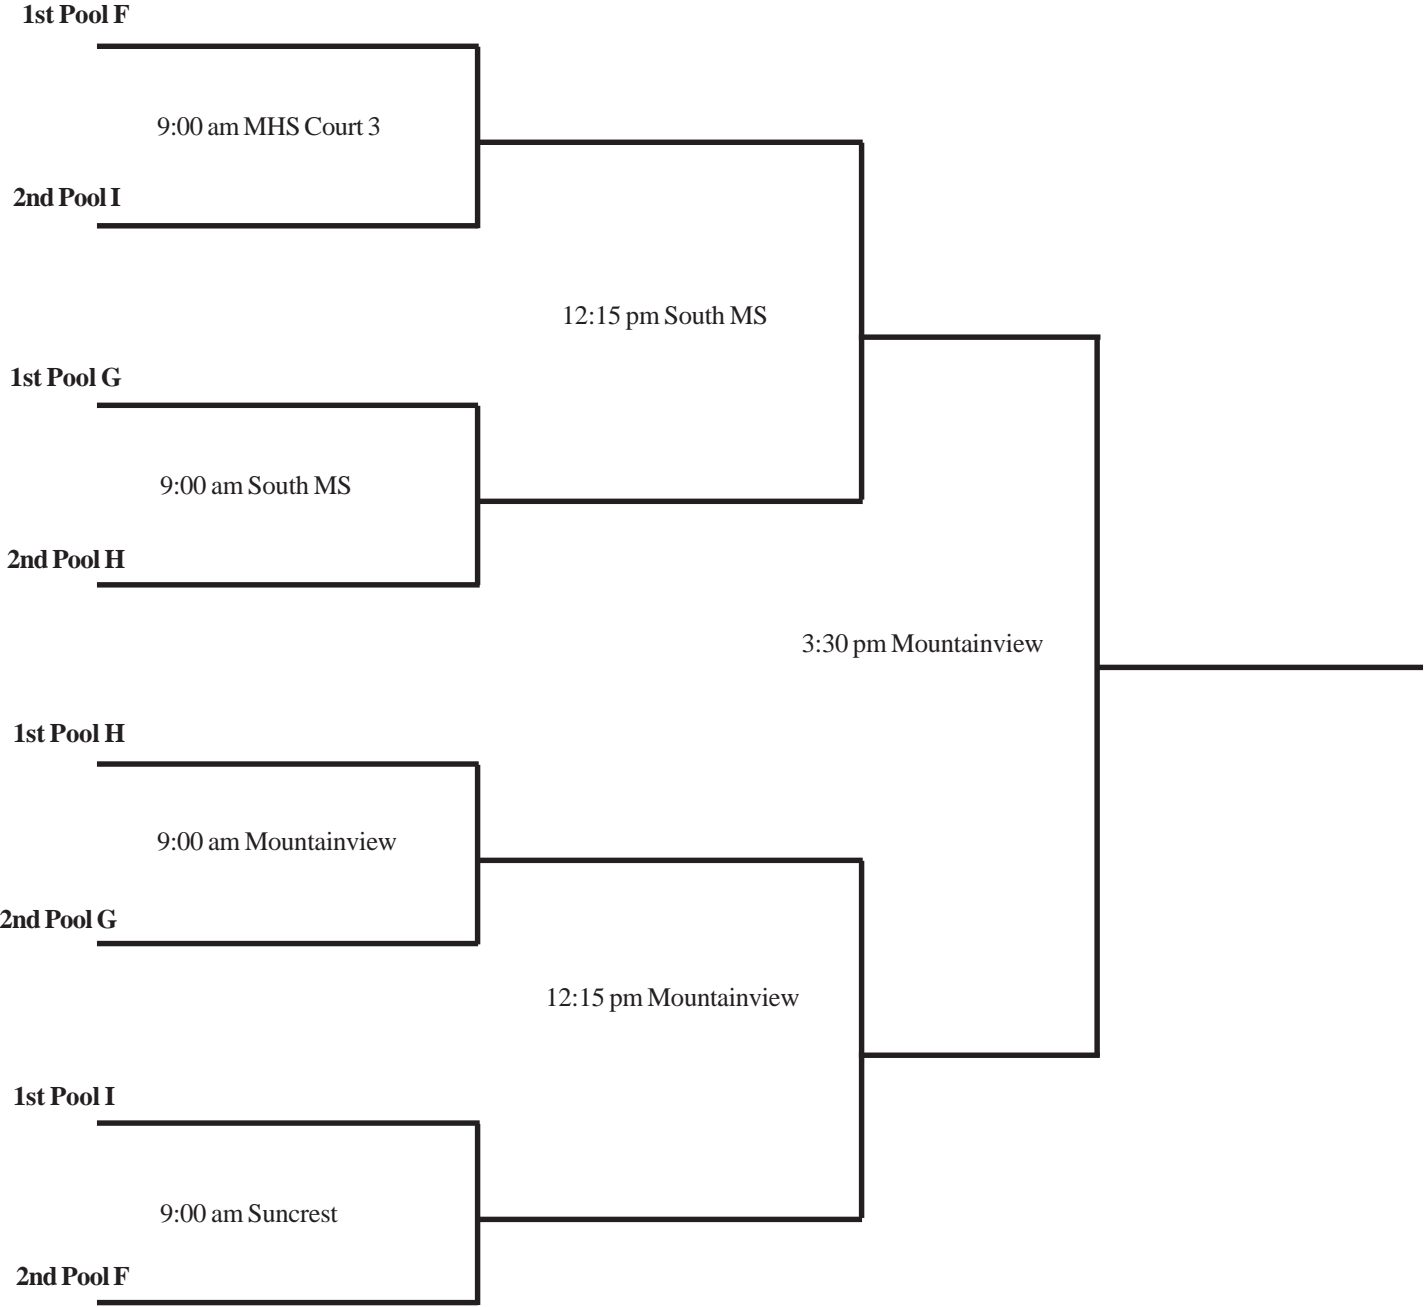 1st Pool F
9:00 am MHS Court 3
2nd Pool I
12:15 pm South MS
1st Pool G
9:00 am South MS
2nd Pool H
3:30 pm Mountainview
1st Pool H
9:00 am Mountainview
2nd Pool G
12:15 pm Mountainview
1st Pool I
9:00 am Suncrest
2nd Pool F